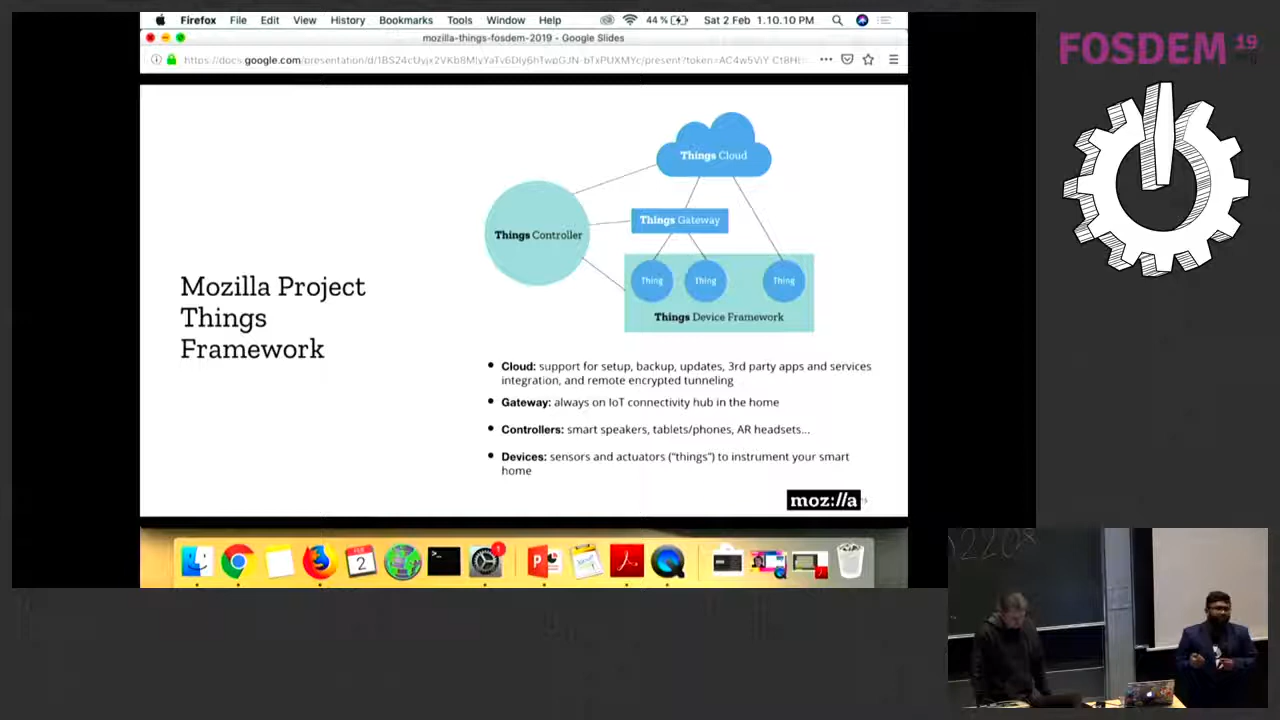 Firefox File Edit View History Bookmarks Tools Window Help 44% Sat 2 Feb 1.10.10 PM
mozilla-things-fosdem-2019 - Google Slides
FOSDEM 19
Things Cloud
Things Gateway
Things Controller
Thing Thing Thing
Things Device Framework
Mozilla Project
Things
Framework
• Cloud: support for setup, backup, updates, 3rd party apps and services
integration, and remote encrypted tunneling
• Gateway: always on IoT connectivity hub in the home
• Controllers: smart speakers, tablets/phones, AR headsets...
• Devices: sensors and actuators ("things") to instrument your smart
home
moz://a
FEB
2
1